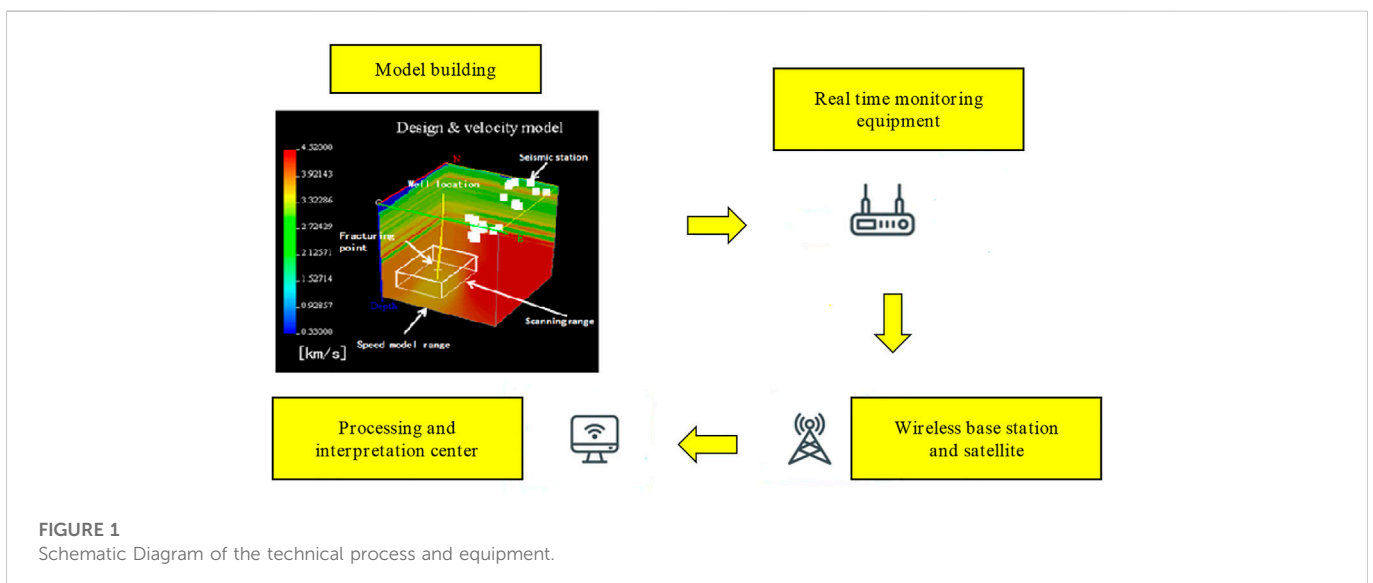 Model building
Design & velocity model
4.52000
3.92143
3.32286
2.72429
2.12571
1.52714
0.92857
0.33000
[km/s]
N
Seismic station
Well location
Fracturing
point
Depth
Scanning range
Speed model range
Real time monitoring
equipment
Wireless base station
and satellite
Processing and
interpretation center
FIGURE 1
Schematic Diagram of the technical process and equipment.